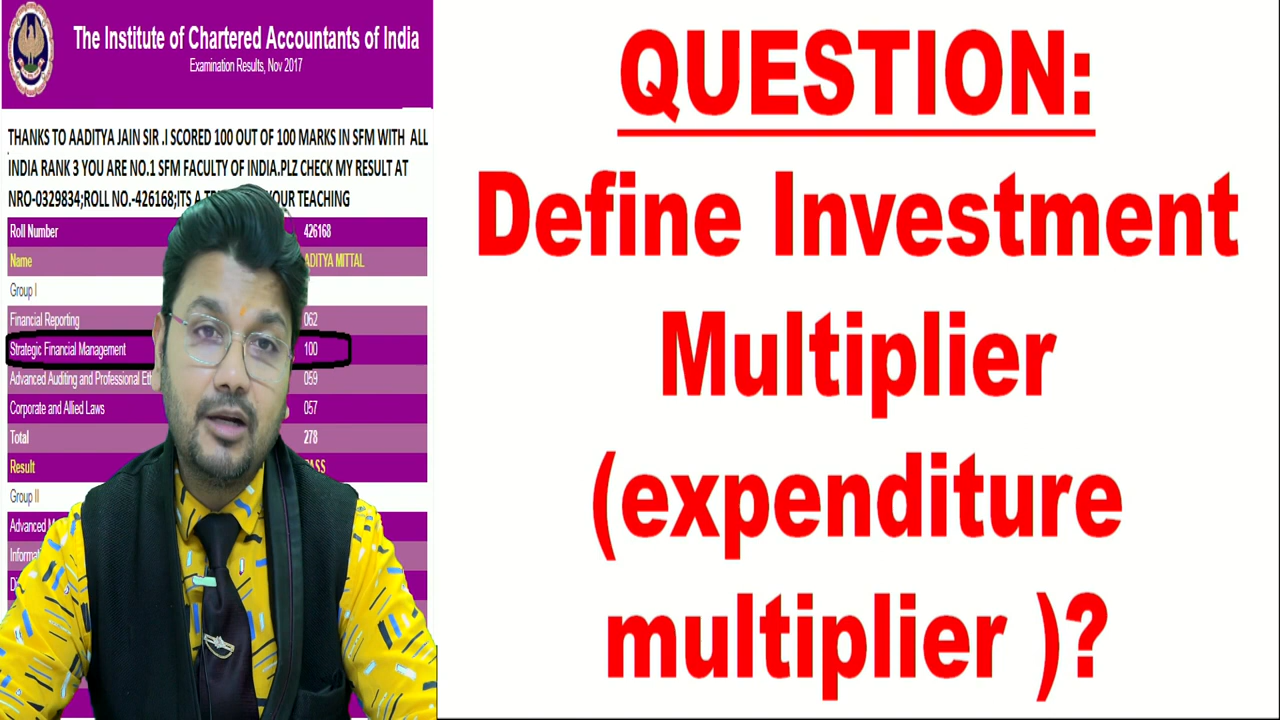 The Institute of Chartered Accountants of India
Examination Results, Nov 2017
THANKS TO AADITYA JAIN SIR .I SCORED 100 OUT OF 100 MARKS IN SFM WITH ALL
INDIA RANK 3 YOU ARE NO.1 SFM FACULTY OF INDIA.PLZ CHECK MY RESULT AT
NRO-0329834;ROLL NO.-426168;ITS A YOUR TEACHING
Roll Number 426168
Name ADITYA MITTAL
Group I
Financial Reporting 062
Strategic Financial Management 100
Advanced Auditing and Professional 059
Corporate and Allied Laws 057
Total 278
Result PASS
Group II
Advanced
QUESTION:
Define Investment
Multiplier
(expenditure
multiplier )?